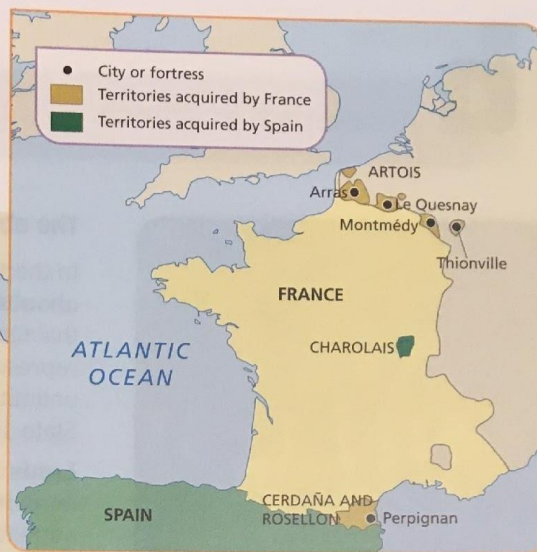 City or fortress
Territories acquired by France
Territories acquired by Spain
ARTOIS
Arras
Le Quesnay
Montmédy
Thionville
FRANCE
CHAROLAIS
ATLANTIC
OCEAN
CERDAÑA AND
ROSELLON
Perpignan
SPAIN